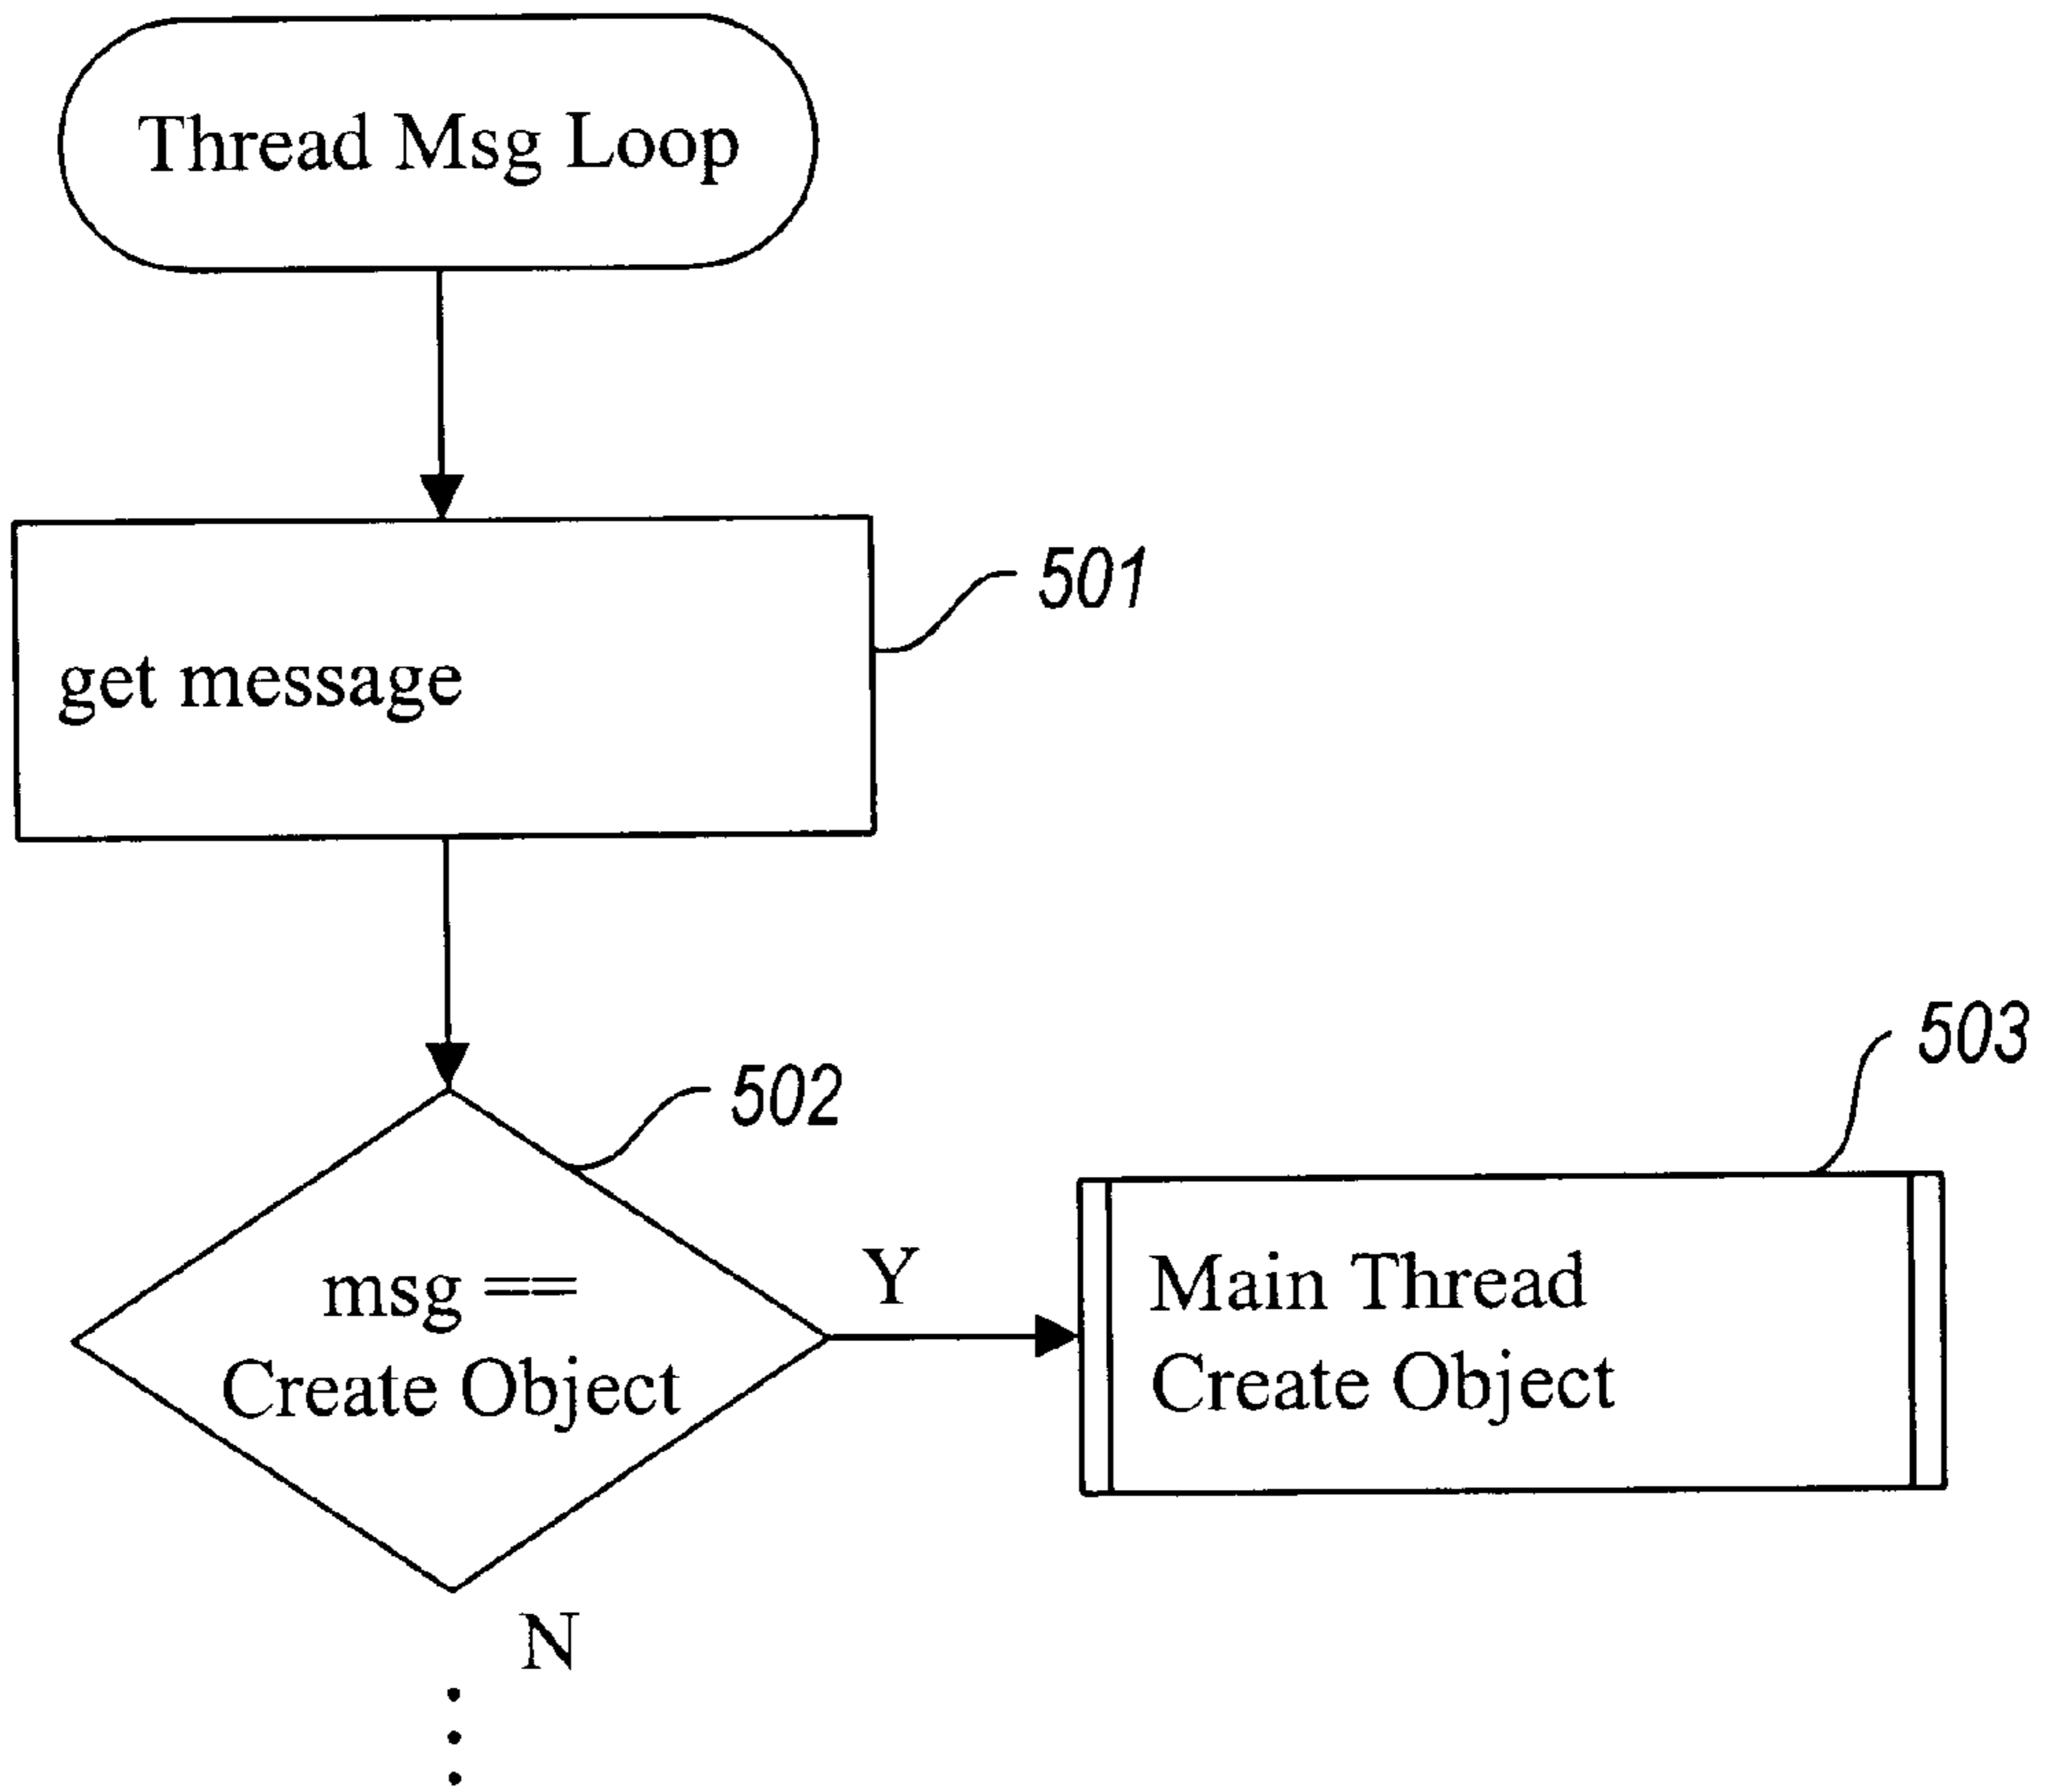 Thread Msg Loop
501
get message
502
503
msg ==
Create Object
Y
Main Thread
Create Object
N